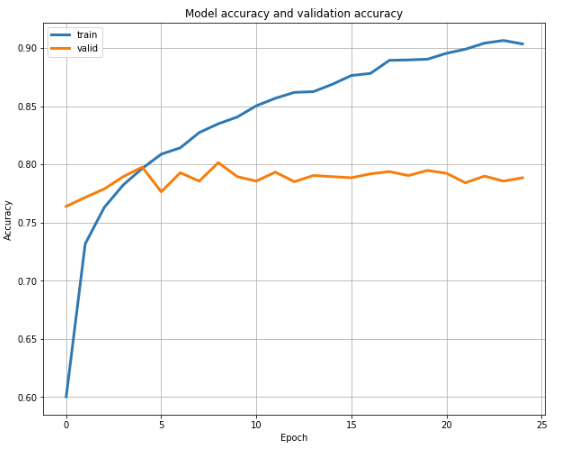 Model accuracy and validation accuracy
train
valid
0.90
0.85
0.80
0.75
0.70
0.65
0.60
Accuracy
0 5 10 15 20 25
Epoch